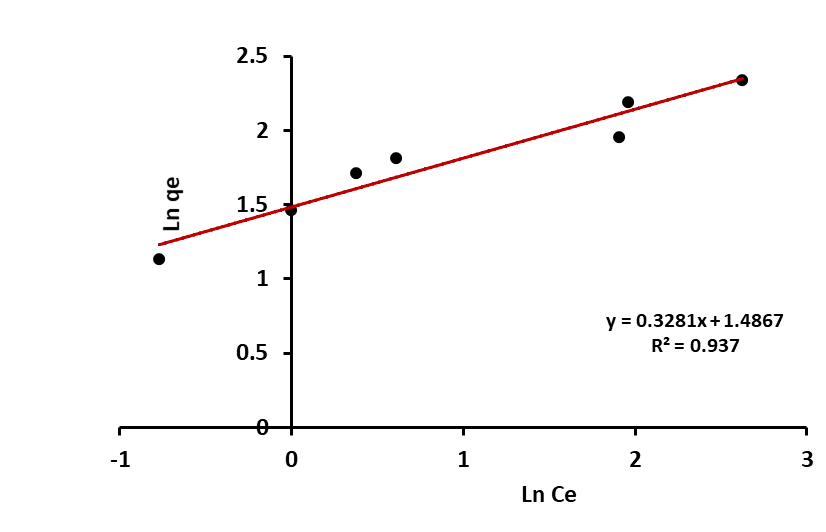 2.5
2
1.5
Ln qe
1
0.5
0
y = 0.3281x + 1.4867
R² = 0.937
-1 0 1 2 3
Ln Ce